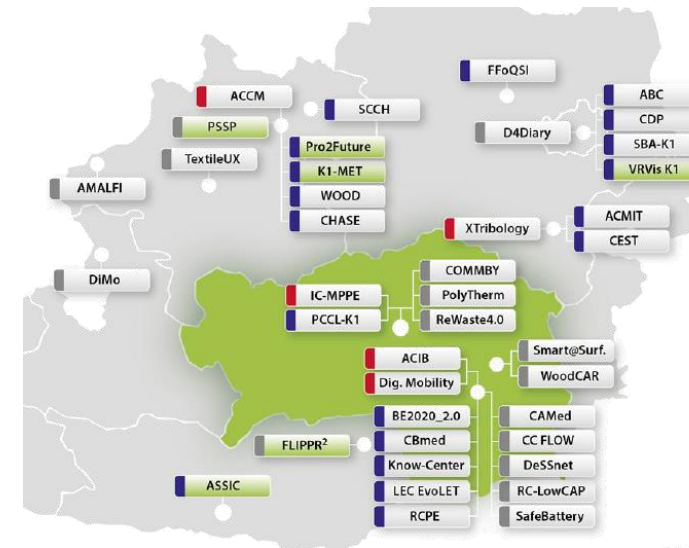 FFoQSI
ACCM
ABC
SCCH
PSSP
CDP
D4Diary
Pro2Future
SBA-K1
TextileUX
K1-MET
VRVis K1
AMALFI
WOOD
CHASE
ACMIT
XTribology
CEST
DiMo
COMMBY
IC-MPPE
PolyTherm
PCCL-K1
ReWaste4.0
Smart@Surf.
ACIB
WoodCAR
Dig. Mobility
BE2020_2.0
CAMed
FLIPPR²
CBmed
CC FLOW
Know-Center
DeSSnet
ASSIC
LEC EvoLET
RC-LowCAP
RCPE
SafeBattery